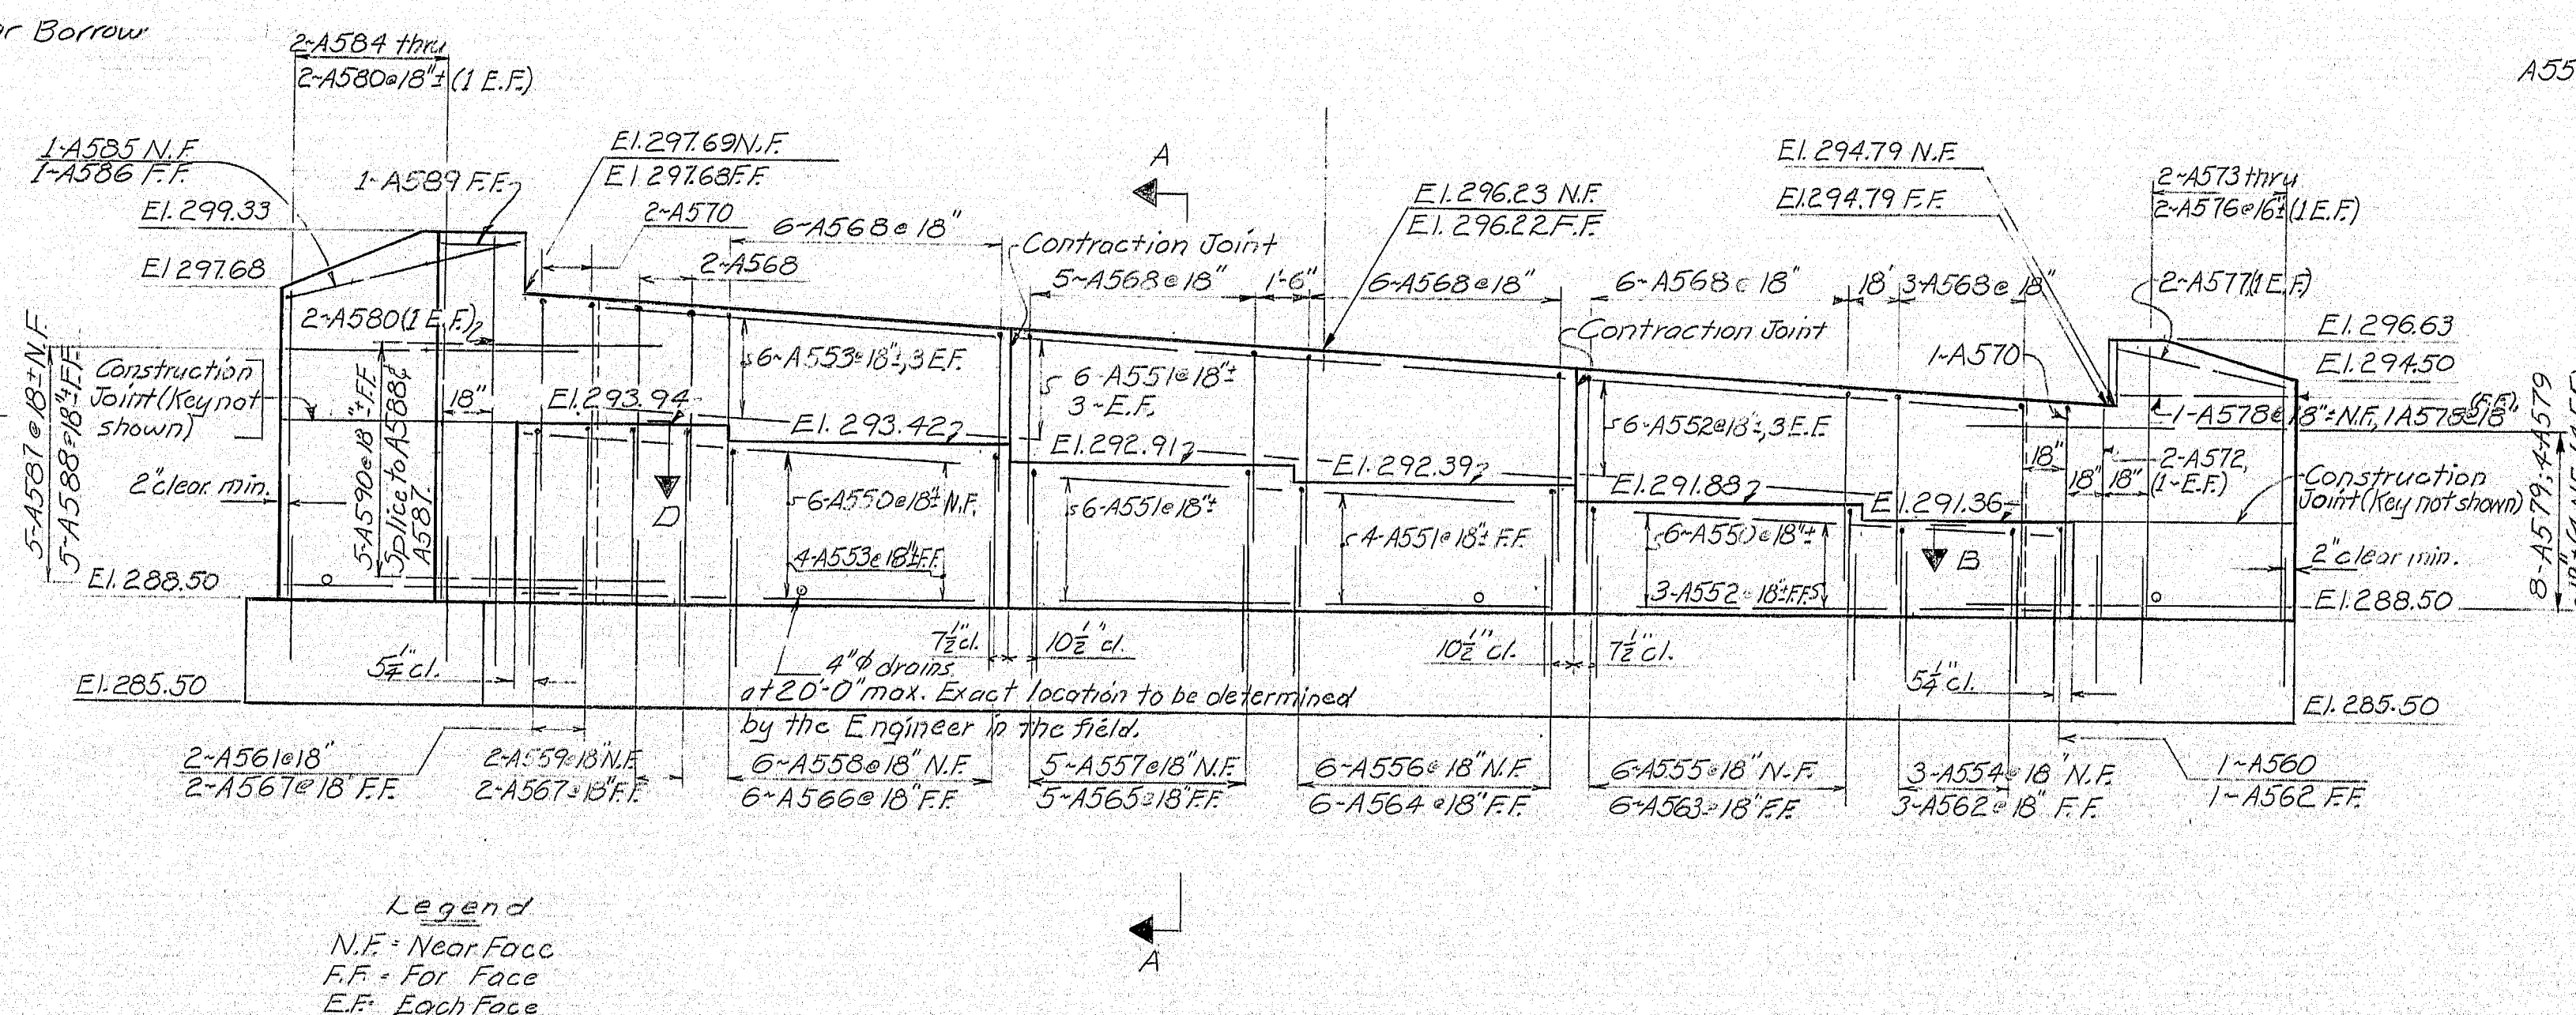 r Borrow
2-A584 thru
2-A580@18"± (1 E.F.)
A55
1-A585 N.F.
1-A586 F.F.
1-A589 F.F.
El. 299.33
El 297.68
El. 297.69 N.F.
El 297.68 F.F.
2-A570
6-A568@18"
2-A568
A
Contraction Joint
5-A568@18"
1'-6"
6-A568@18"
El. 296.23 N.F.
El. 296.22 F.F.
6-A568@18"
18'
3-A568@18"
El. 294.79 N.F.
El. 294.79 F.F.
2-A573 thru
2-A576@16"±(1 E.F.)
2-A577(1 E.F.)
El. 296.63
El. 294.50
Contraction Joint
1-A570
2-A580(1 E.F.)
5-A587@18"± N.F.
5-A588@18"± F.F.
Construction
Joint (Key not
shown)
2" clear min.
5-A590@18"± F.F.
Splice to A588 &
A587.
18"
El. 293.94
6-A553@18"±, 3 E.F.
El. 293.42
6-A551@18"±
3-E.F.
El. 292.91
El. 292.39
6-A552@18"±, 3 E.F.
El. 291.88
El. 291.36
1-A578@18"± N.F., 1A578@18"
(F.F.)
18"
18"
18"
2-A572,
(1-E.F.)
Construction
Joint (Key not shown)
2" clear min.
8-A579; 4-A579
D
6-A550@18"± N.F.
4-A553@18"± F.F.
6-A551@18"±
4-A551@18"± F.F.
6-A550@18"±
3-A552@18"± F.F.
B
El. 288.50
El. 288.50
5 1/4" cl.
7 1/2" cl.
10 1/2" cl.
10 1/2" cl.
7 1/2" cl.
5 1/4" cl.
El. 285.50
El. 285.50
4"Φ drains
at 20'-0" max. Exact location to be determined
by the Engineer in the field.
2-A561@18"
2-A567@18" F.F.
2-A559@18" N.F.
2-A567@18" F.F.
6-A558@18" N.F.
6-A566@18" F.F.
5-A557@18" N.F.
5-A565@18" F.F.
6-A556@18" N.F.
6-A564@18" F.F.
6-A555@18" N.F.
6-A563@18" F.F.
3-A554@18" N.F.
3-A562@18" F.F.
1-A560
1-A562 F.F.
A
Legend
N.F. = Near Face
F.F. = Far Face
E.F. = Each Face